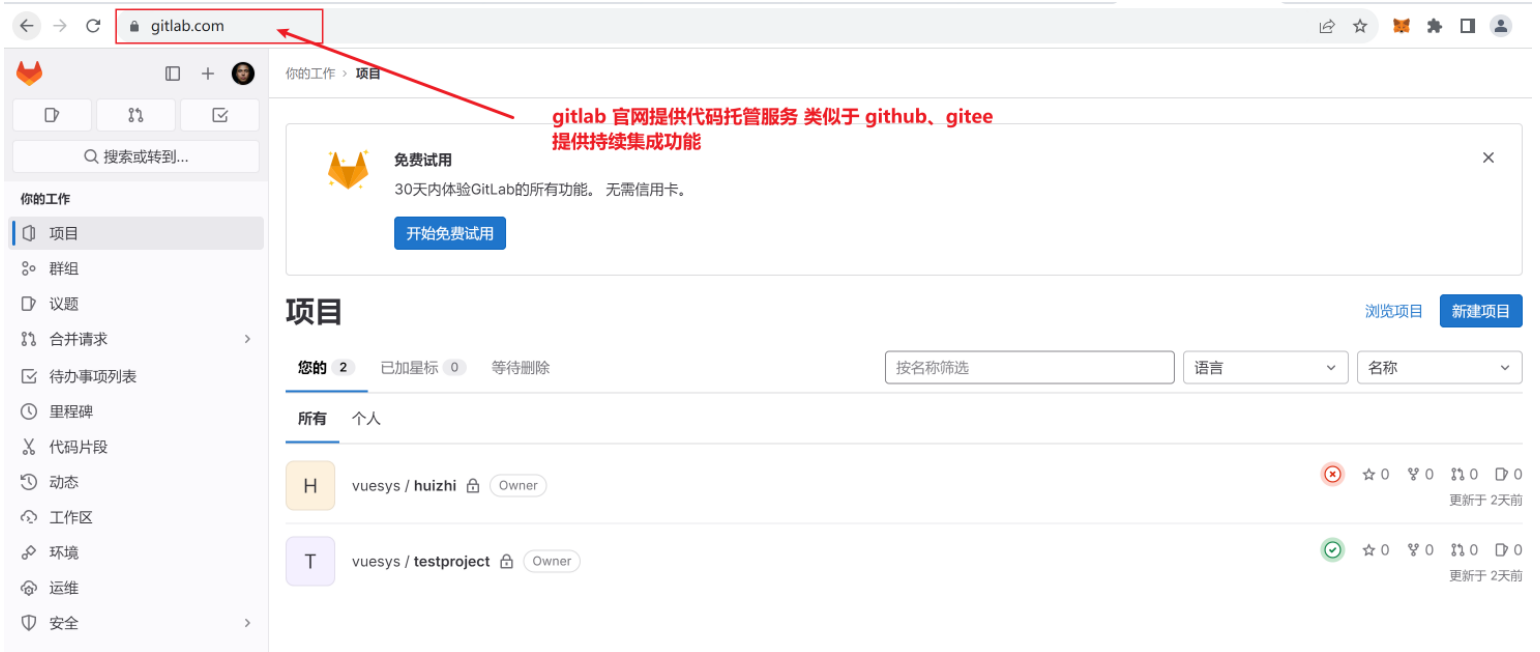 gitlab.com
你的工作 › 项目
gitlab 官网提供代码托管服务 类似于 github、gitee
提供持续集成功能
搜索或转到...
免费试用
30天内体验GitLab的所有功能。 无需信用卡。
开始免费试用
你的工作
项目
群组
议题
合并请求
待办事项列表
里程碑
代码片段
动态
工作区
环境
运维
安全
项目
浏览项目 新建项目
您的 2 已加星标 0 等待删除 按名称筛选 语言 名称
所有 个人
H vuesys / huizhi Owner 0 0 0 0
更新于 2天前
T vuesys / testproject Owner 0 0 0 0
更新于 2天前